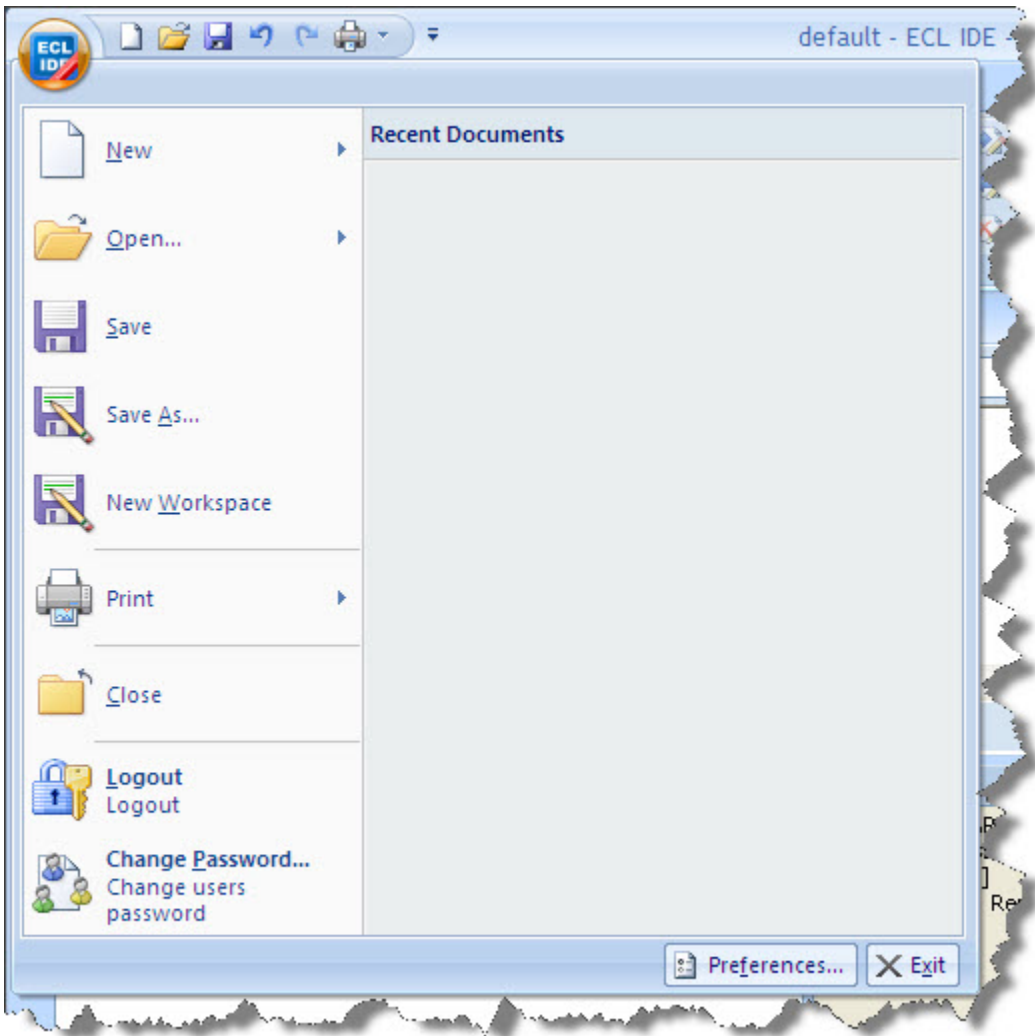 ECL
IDE
default - ECL IDE -
New
Open...
Save
Save As...
New Workspace
Print
Close
Logout
Logout
Change Password...
Change users
password
Recent Documents
Preferences...
Exit